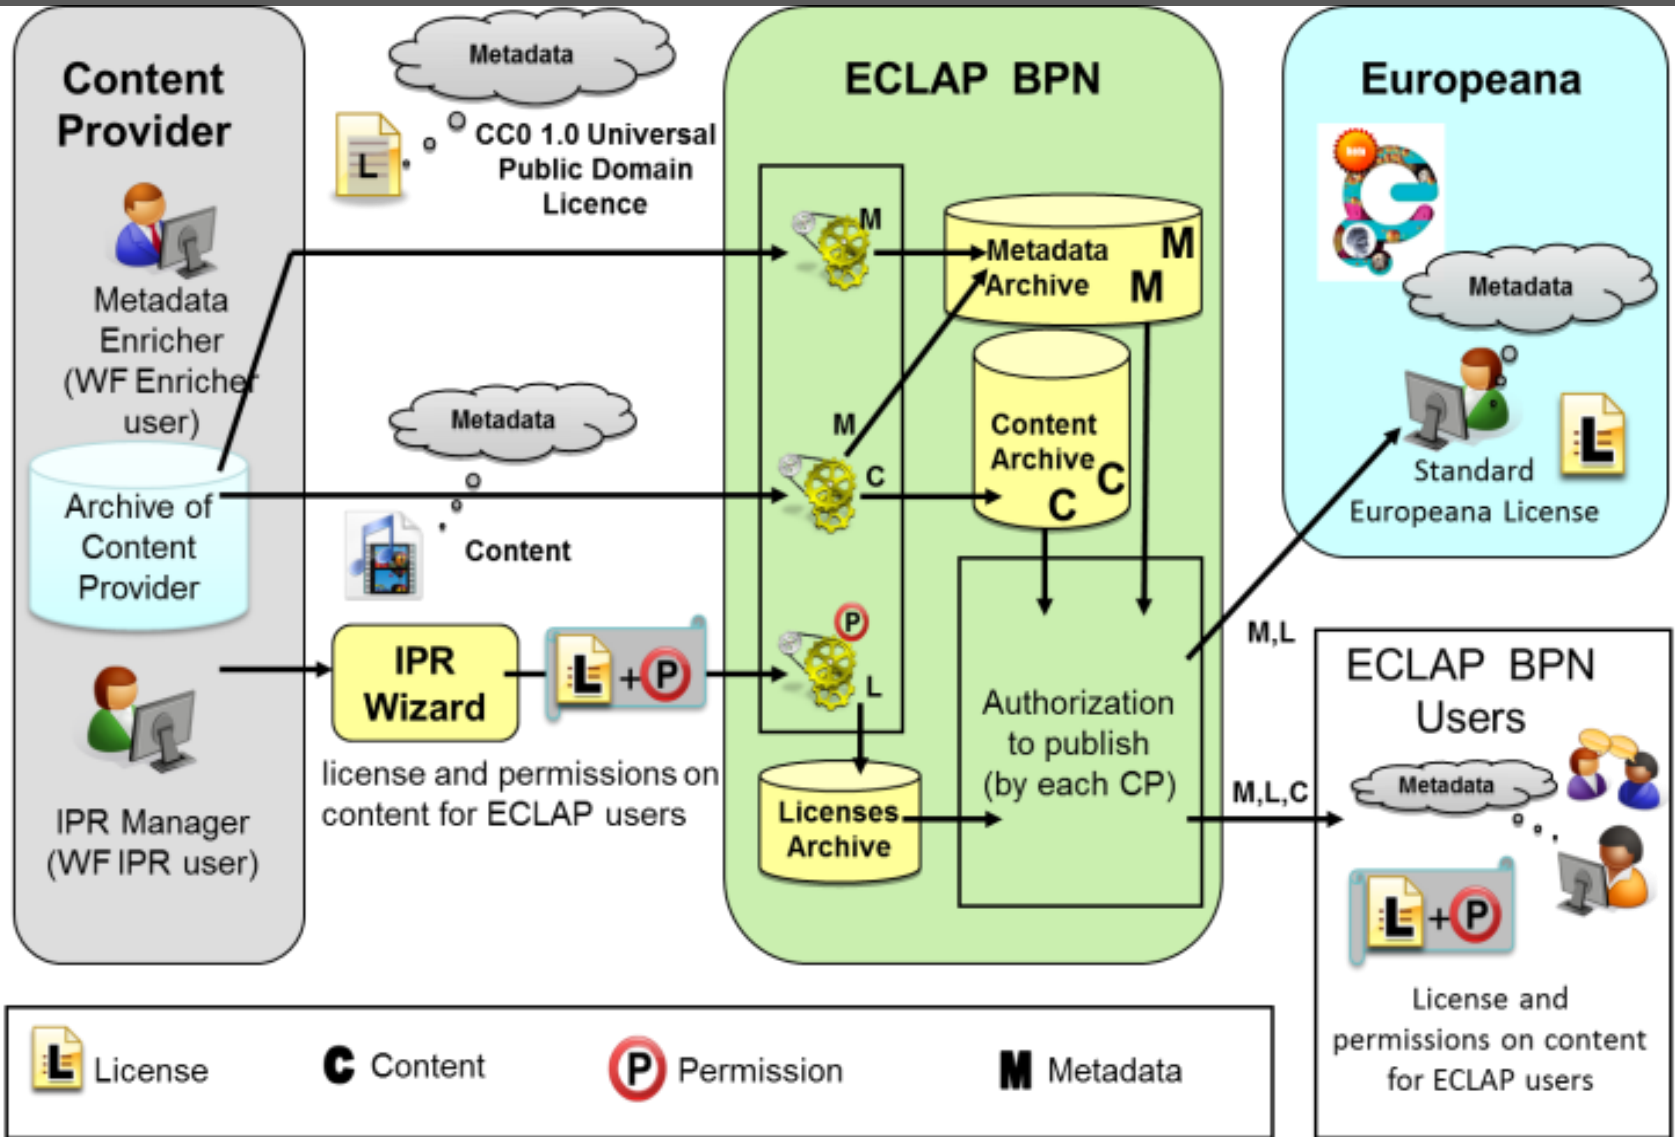 Content
Provider
Metadata
Enricher
(WF Enricher
user)
Archive of
Content
Provider
IPR Manager
(WF IPR user)
Metadata
L
CC0 1.0 Universal
Public Domain
Licence
Metadata
Content
IPR
Wizard
L + P
license and permissions on
content for ECLAP users
ECLAP BPN
M
Metadata
Archive
M
M
M
C
Content
Archive
C
C
P
L
Licenses
Archive
Authorization
to publish
(by each CP)
Europeana
Metadata
L
Standard
Europeana License
M,L
M,L,C
ECLAP BPN
Users
Metadata
L + P
License and
permissions on content
for ECLAP users
L License
C Content
P Permission
M Metadata